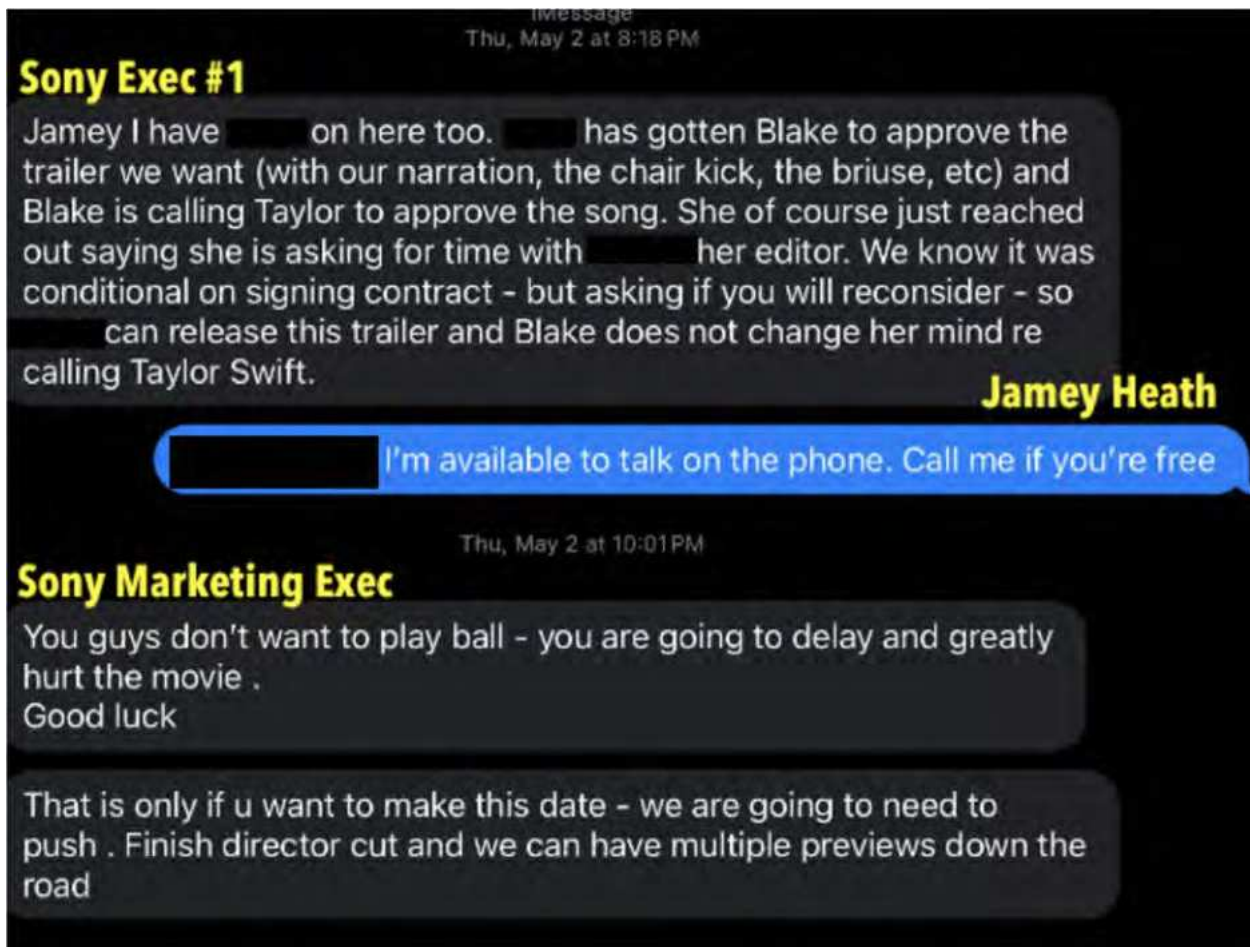 iMessage
Thu, May 2 at 8:18 PM
Sony Exec #1
Jamey I have on here too. has gotten Blake to approve the
trailer we want (with our narration, the chair kick, the briuse, etc) and
Blake is calling Taylor to approve the song. She of course just reached
out saying she is asking for time with her editor. We know it was
conditional on signing contract - but asking if you will reconsider - so
can release this trailer and Blake does not change her mind re
calling Taylor Swift.
Jamey Heath
I'm available to talk on the phone. Call me if you're free
Thu, May 2 at 10:01 PM
Sony Marketing Exec
You guys don't want to play ball - you are going to delay and greatly
hurt the movie .
Good luck
That is only if u want to make this date - we are going to need to
push . Finish director cut and we can have multiple previews down the
road